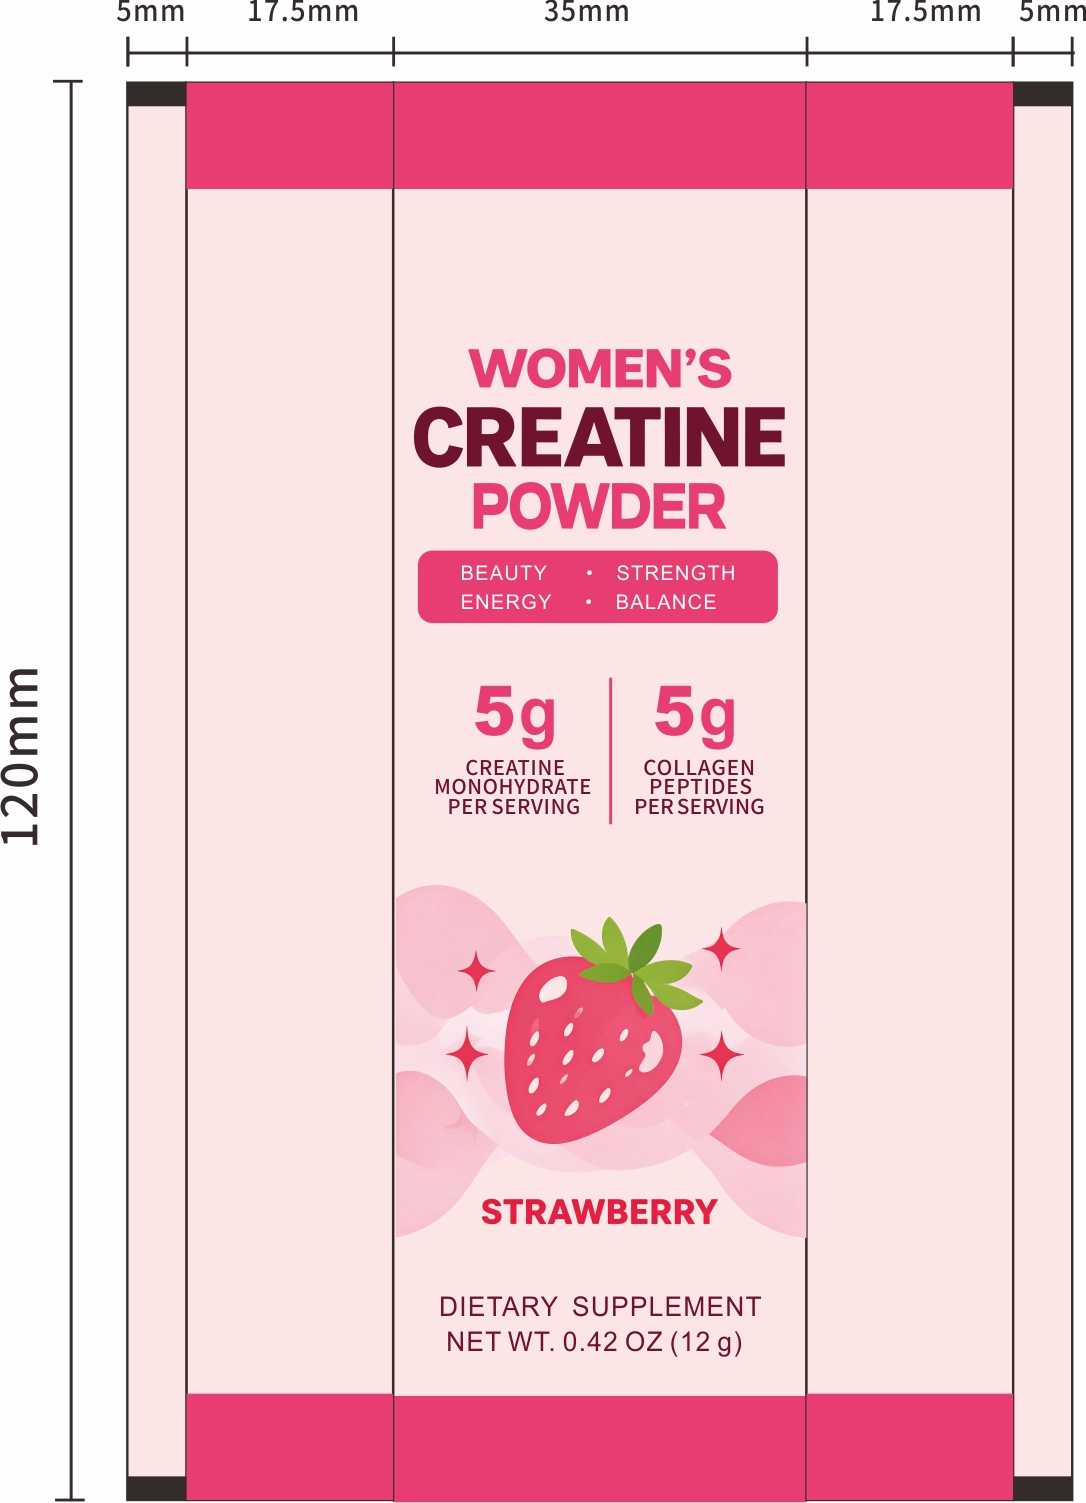 5mm 17.5mm 35mm 17.5mm 5mm
120mm
WOMEN’S
CREATINE
POWDER
BEAUTY • STRENGTH
ENERGY • BALANCE
5g 5g
CREATINE COLLAGEN
MONOHYDRATE PEPTIDES
PER SERVING PER SERVING
STRAWBERRY
DIETARY SUPPLEMENT
NET WT. 0.42 OZ (12 g)